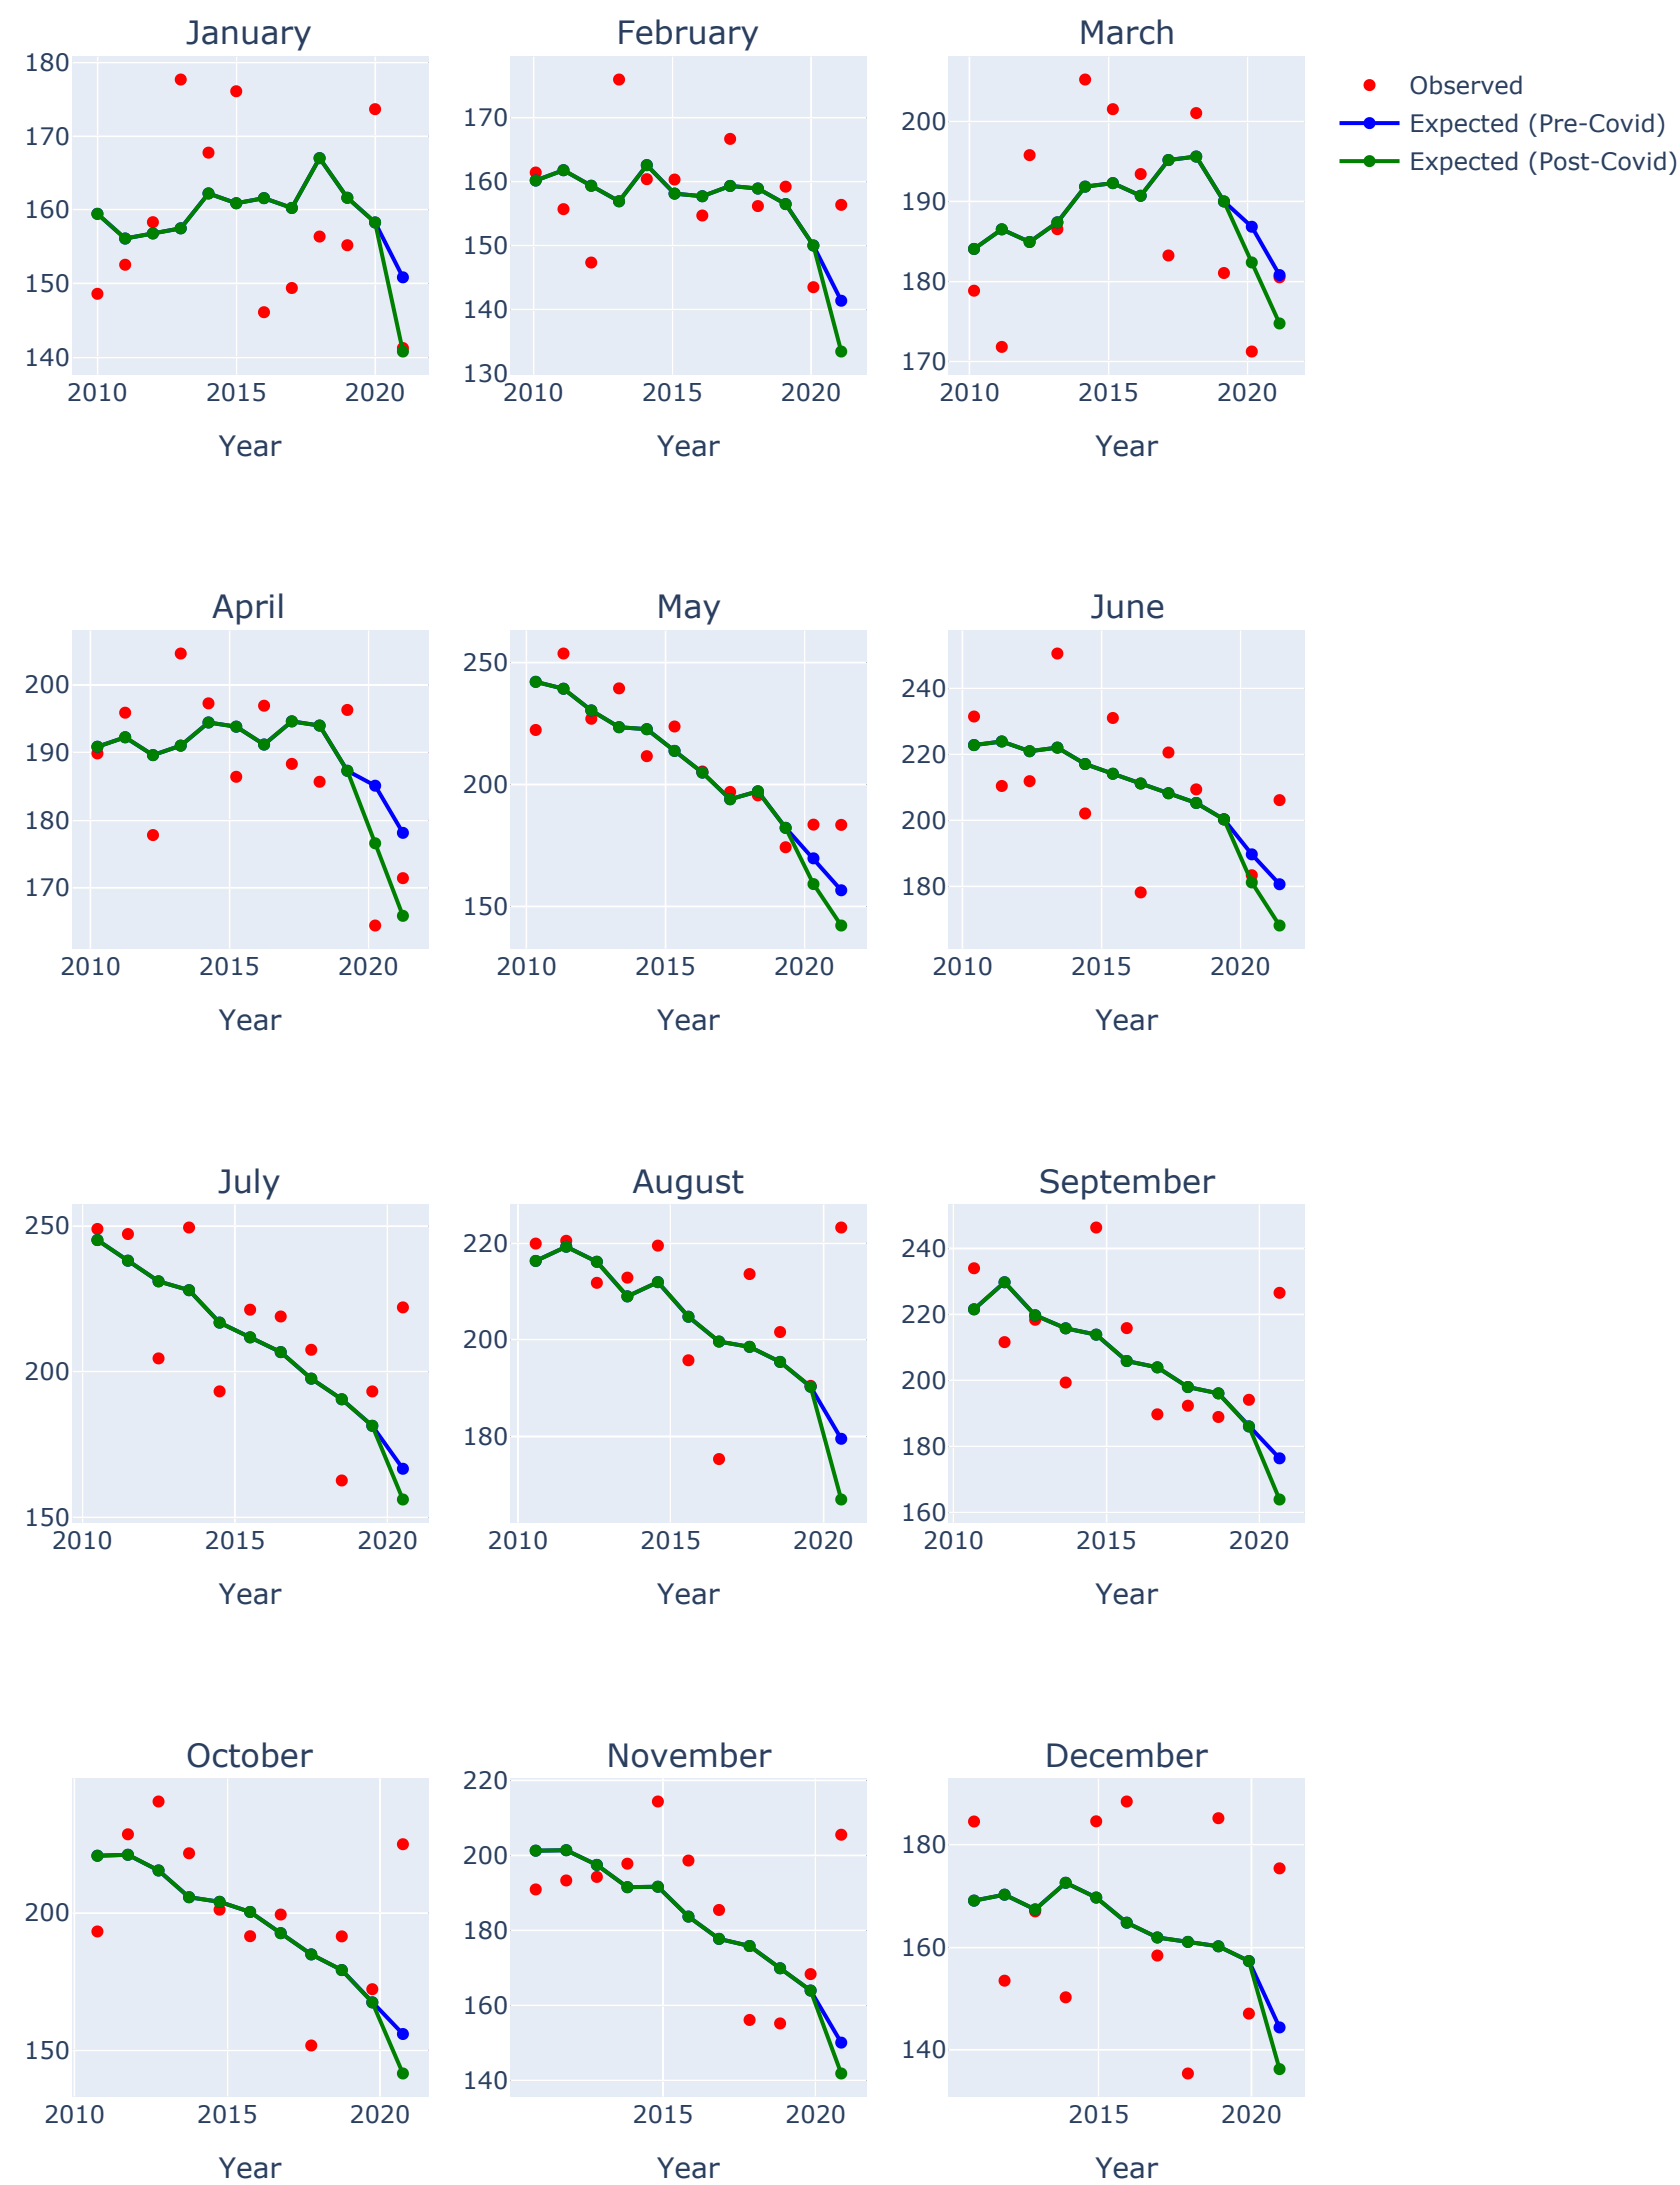 January
February
March
180
170
160
150
140
2010
2015
2020
Year
170
160
150
140
130
2010
2015
2020
Year
200
190
180
170
2010
2015
2020
Year
Observed
Expected (Pre-Covid)
Expected (Post-Covid)
April
May
June
200
190
180
170
2010
2015
2020
Year
250
200
150
2010
2015
2020
Year
240
220
200
180
2010
2015
2020
Year
July
August
September
250
200
150
2010
2015
2020
Year
220
200
180
2010
2015
2020
Year
240
220
200
180
160
2010
2015
2020
Year
October
November
December
200
150
2010
2015
2020
Year
220
200
180
160
140
2015
2020
Year
180
160
140
2015
2020
Year